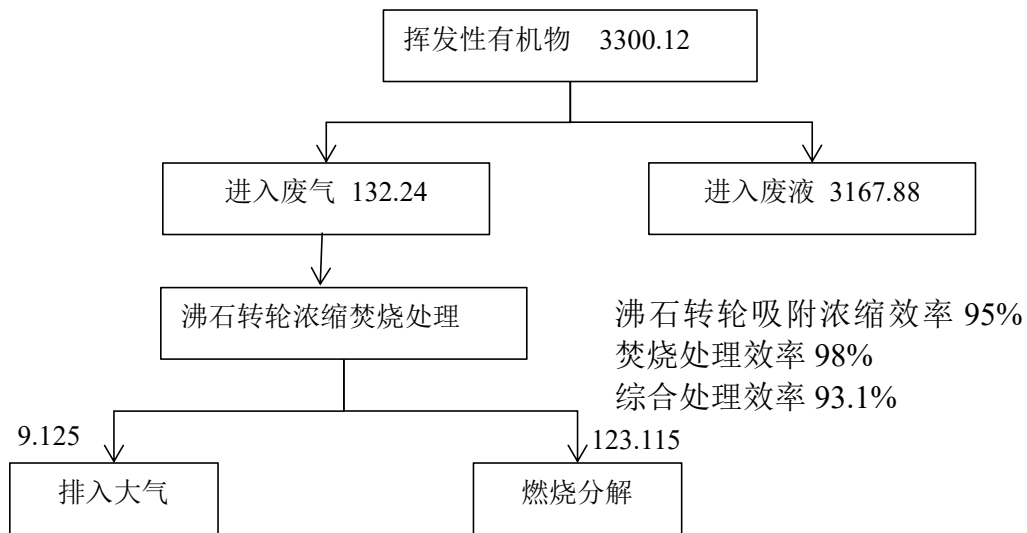 挥发性有机物 3300.12
进入废气 132.24
进入废液 3167.88
沸石转轮浓缩焚烧处理
沸石转轮吸附浓缩效率 95%
焚烧处理效率 98%
综合处理效率 93.1%
9.125
123.115
排入大气
燃烧分解